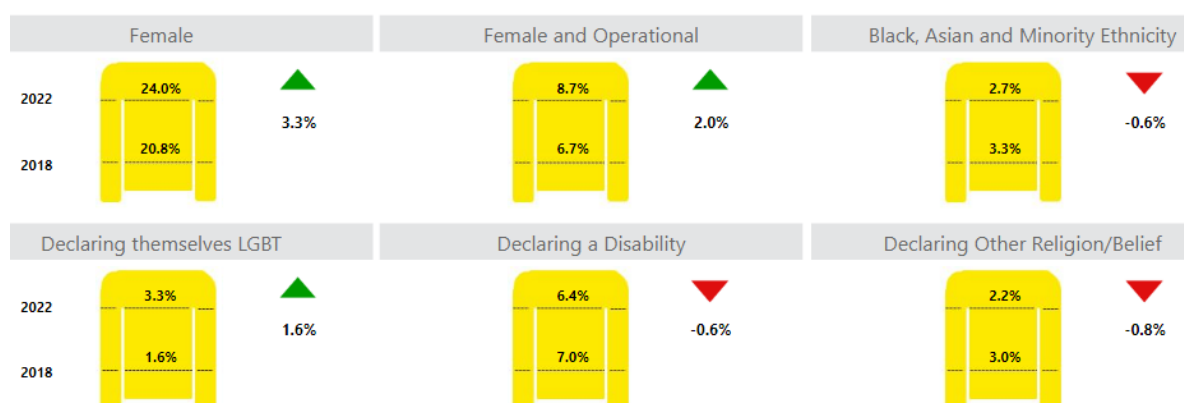 Female Female and Operational Black, Asian and Minority Ethnicity
2022 24.0% 8.7% 2.7%
3.3% 2.0% -0.6%
20.8% 6.7% 3.3%
2018
Declaring themselves LGBT Declaring a Disability Declaring Other Religion/Belief
2022 3.3% 6.4% 2.2%
1.6% -0.6% -0.8%
1.6% 7.0% 3.0%
2018